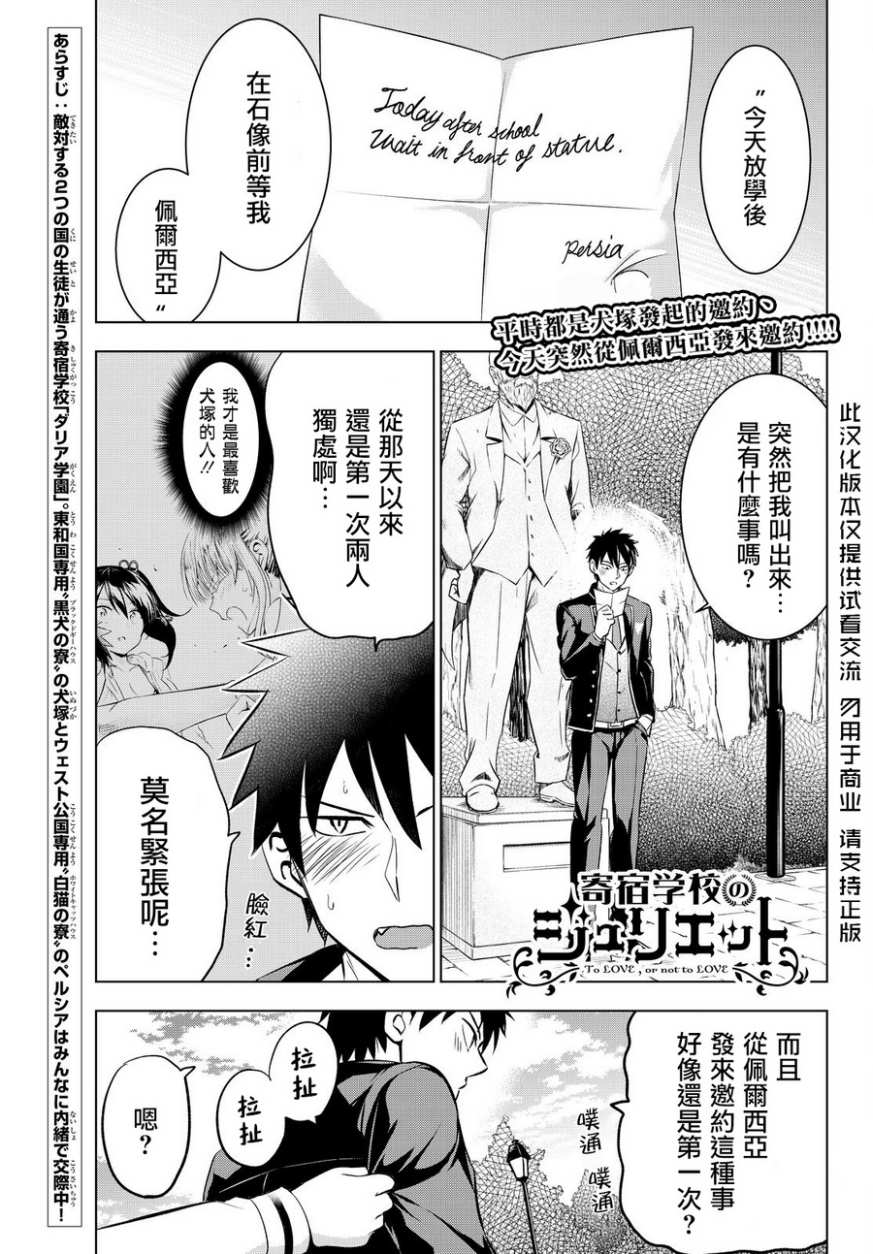 “今天放學後
在石像前等我
佩爾西亞”
Today after school
Wait in front of statue.
Persia
平時都是犬塚發起的邀約、
今天突然從佩爾西亞發來邀約!!!!
突然把我叫出來…
是有什麼事嗎?
從那天以來
還是第一次兩人
獨處啊…
我才是最喜歡
犬塚的人!!
莫名緊張呢…
臉紅…
寄宿学校の
ジュリエット
To LOVE, or not to LOVE
而且
從佩爾西亞
發來邀約這種事
好像還是第一次?
噗通
噗通
拉扯
拉扯
嗯?
此汉化版本仅提供试看交流 勿用于商业 请支持正版
あらすじ:敵対する2つの国の生徒が通う寄宿学校「ダリア学園」。東和国専用“黒犬の寮”の犬塚とウェスト公国専用“白猫の寮”のペルシアはみんなに内緒で交際中!